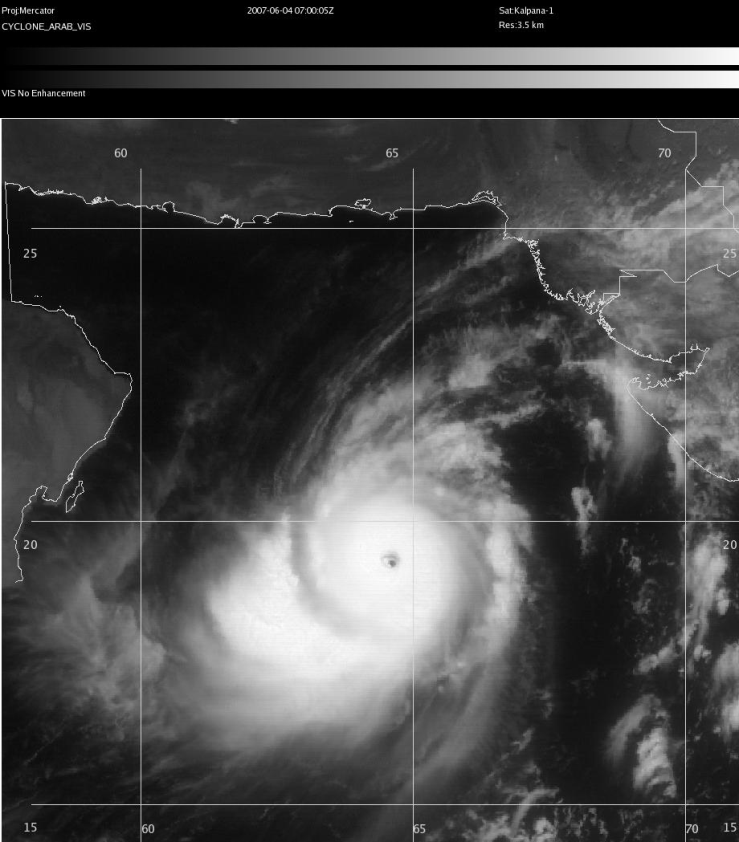 Proj:Mercator 2007-06-04 07:00:05Z Sat:Kalpana-1
CYCLONE_ARAB_VIS Res:3.5 km
VIS No Enhancement
60 65 70
25 25
20 20
15 60 65 70 15